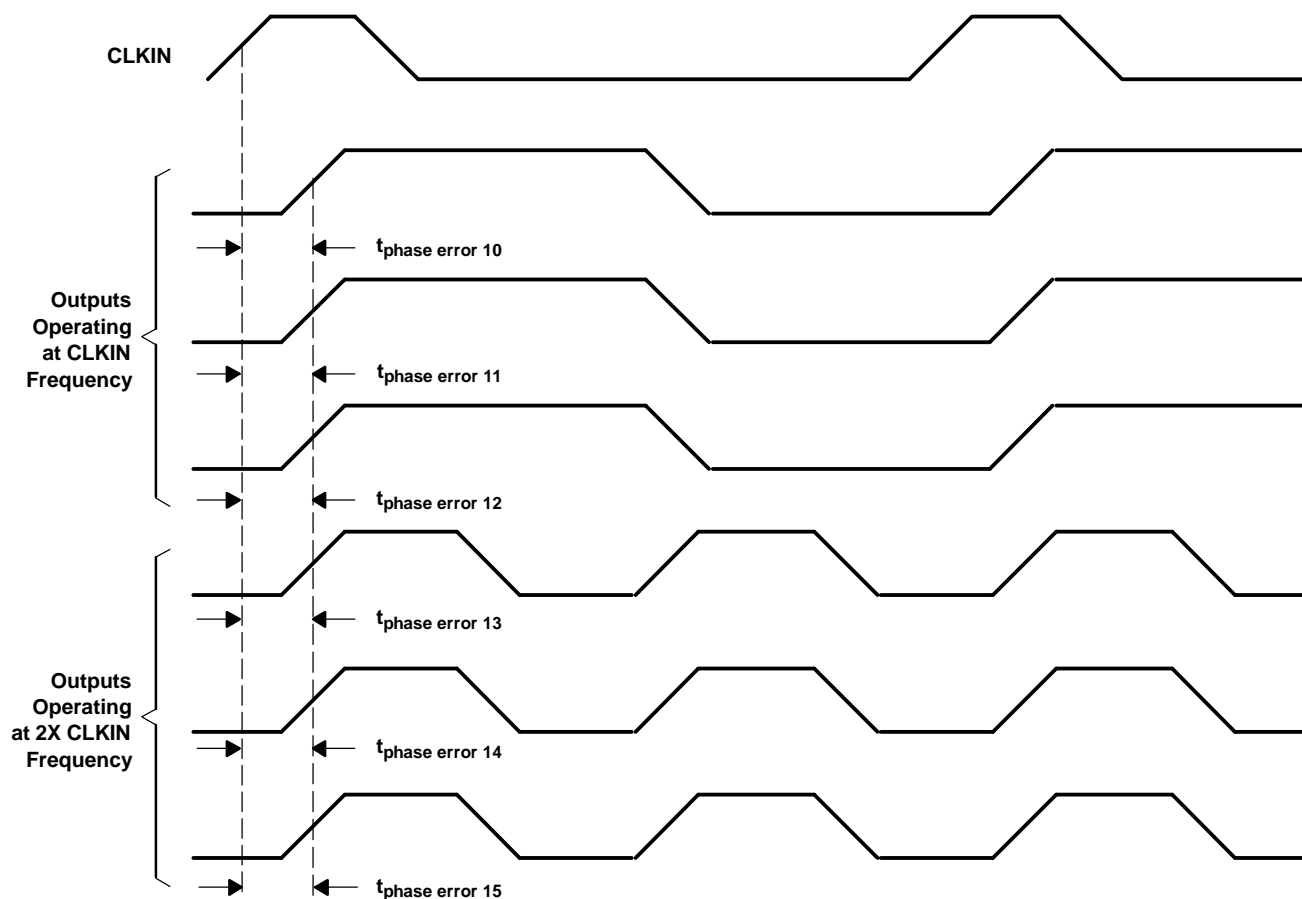 CLKIN
tphase error 10
Outputs
Operating
at CLKIN
Frequency
tphase error 11
tphase error 12
tphase error 13
Outputs
Operating
at 2X CLKIN
Frequency
tphase error 14
tphase error 15